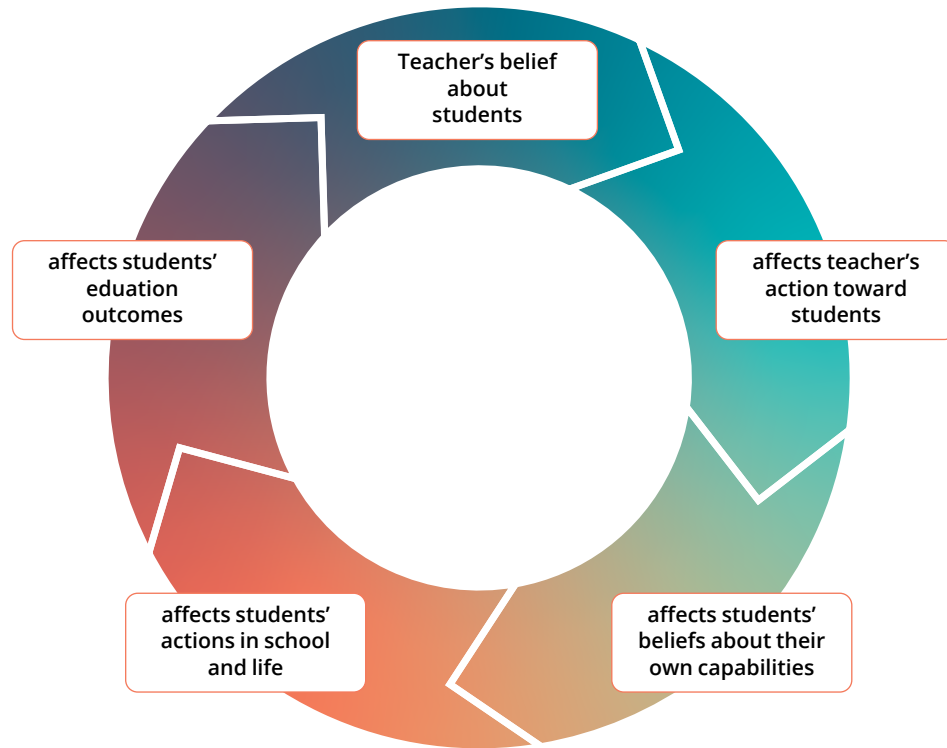 Teacher’s belief
about
students
affects teacher’s
action toward
students
affects students’
beliefs about their
own capabilities
affects students’
actions in school
and life
affects students’
eduation
outcomes